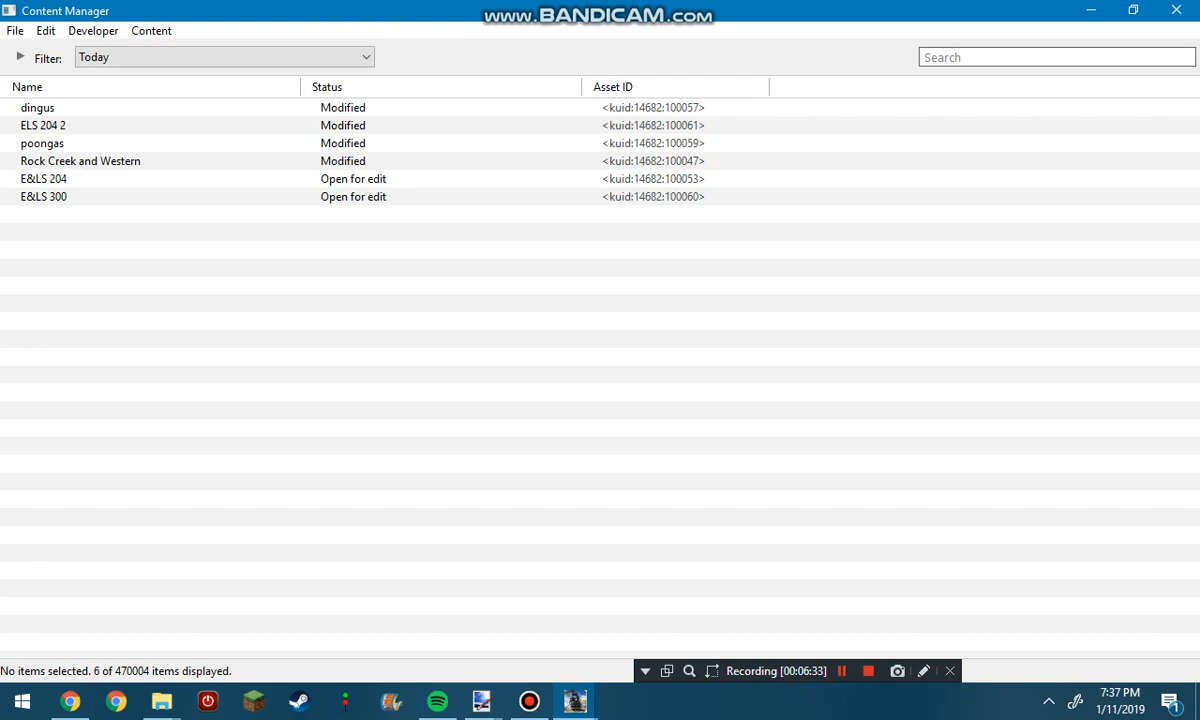 Content Manager
WWW.BANDICAM.COM
File Edit Developer Content
Filter: Today Search
Name Status Asset ID
dingus Modified <kuid:14682:100057>
ELS 204 2 Modified <kuid:14682:100061>
poongas Modified <kuid:14682:100059>
Rock Creek and Western Modified <kuid:14682:100047>
E&LS 204 Open for edit <kuid:14682:100053>
E&LS 300 Open for edit <kuid:14682:100060>
No items selected. 6 of 470004 items displayed.
Recording [00:06:33]
7:37 PM
1/11/2019
1